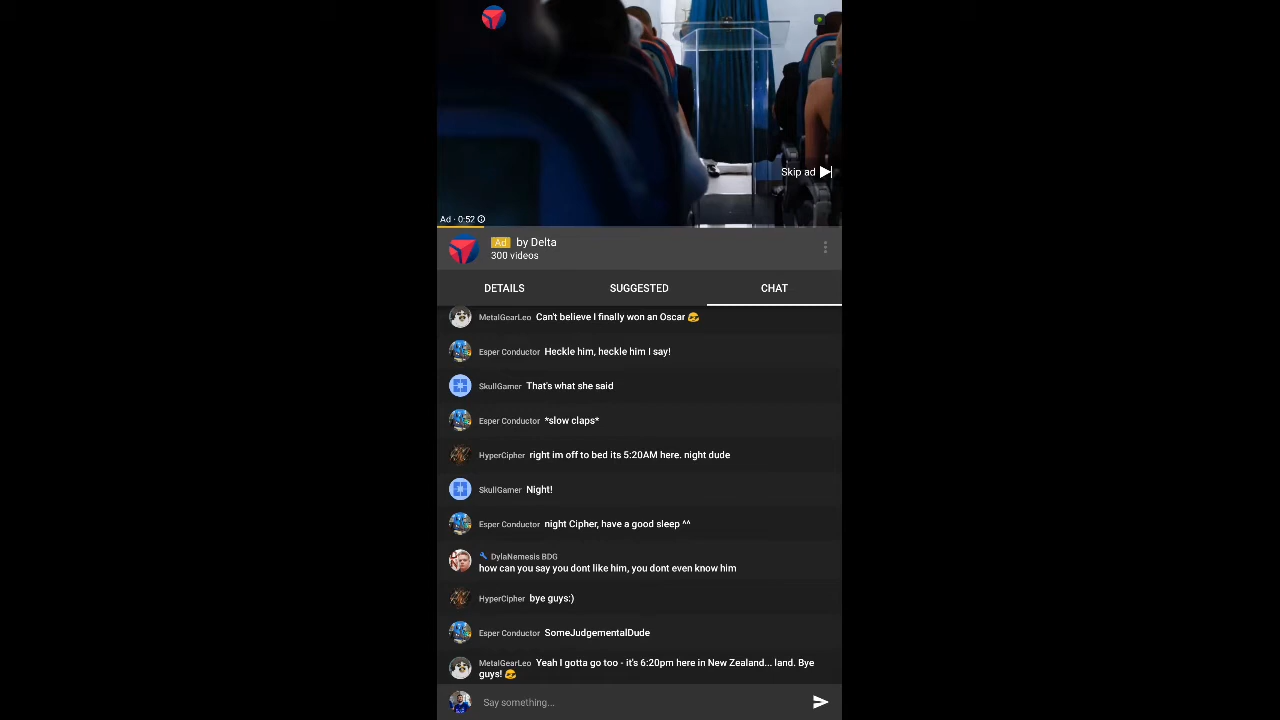 Skip ad
Ad · 0:52
Ad by Delta
300 videos
DETAILS SUGGESTED CHAT
MetalGearLeo Can't believe I finally won an Oscar
Esper Conductor Heckle him, heckle him I say!
SkullGamer That's what she said
Esper Conductor *slow claps*
HyperCipher right im off to bed its 5:20AM here. night dude
SkullGamer Night!
Esper Conductor night Cipher, have a good sleep ^^
DylaNemesis BDG
how can you say you dont like him, you dont even know him
HyperCipher bye guys:)
Esper Conductor SomeJudgementalDude
MetalGearLeo Yeah I gotta go too - it's 6:20pm here in New Zealand... land. Bye
guys!
Say something...